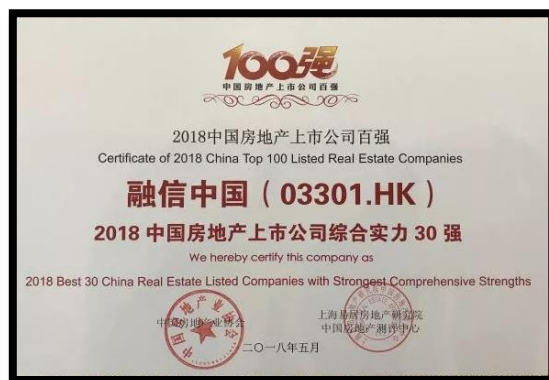 100强
中国房地产上市公司百强
2018中国房地产上市公司百强
Certificate of 2018 China Top 100 Listed Real Estate Companies
融信中国（03301.HK）
2018 中国房地产上市公司综合实力 30 强
We hereby certify this company as
2018 Best 30 China Real Estate Listed Companies with Strongest Comprehensive Strengths
中国房地产业协会
上海易居房地产研究院
中国房地产测评中心
二〇一八年五月